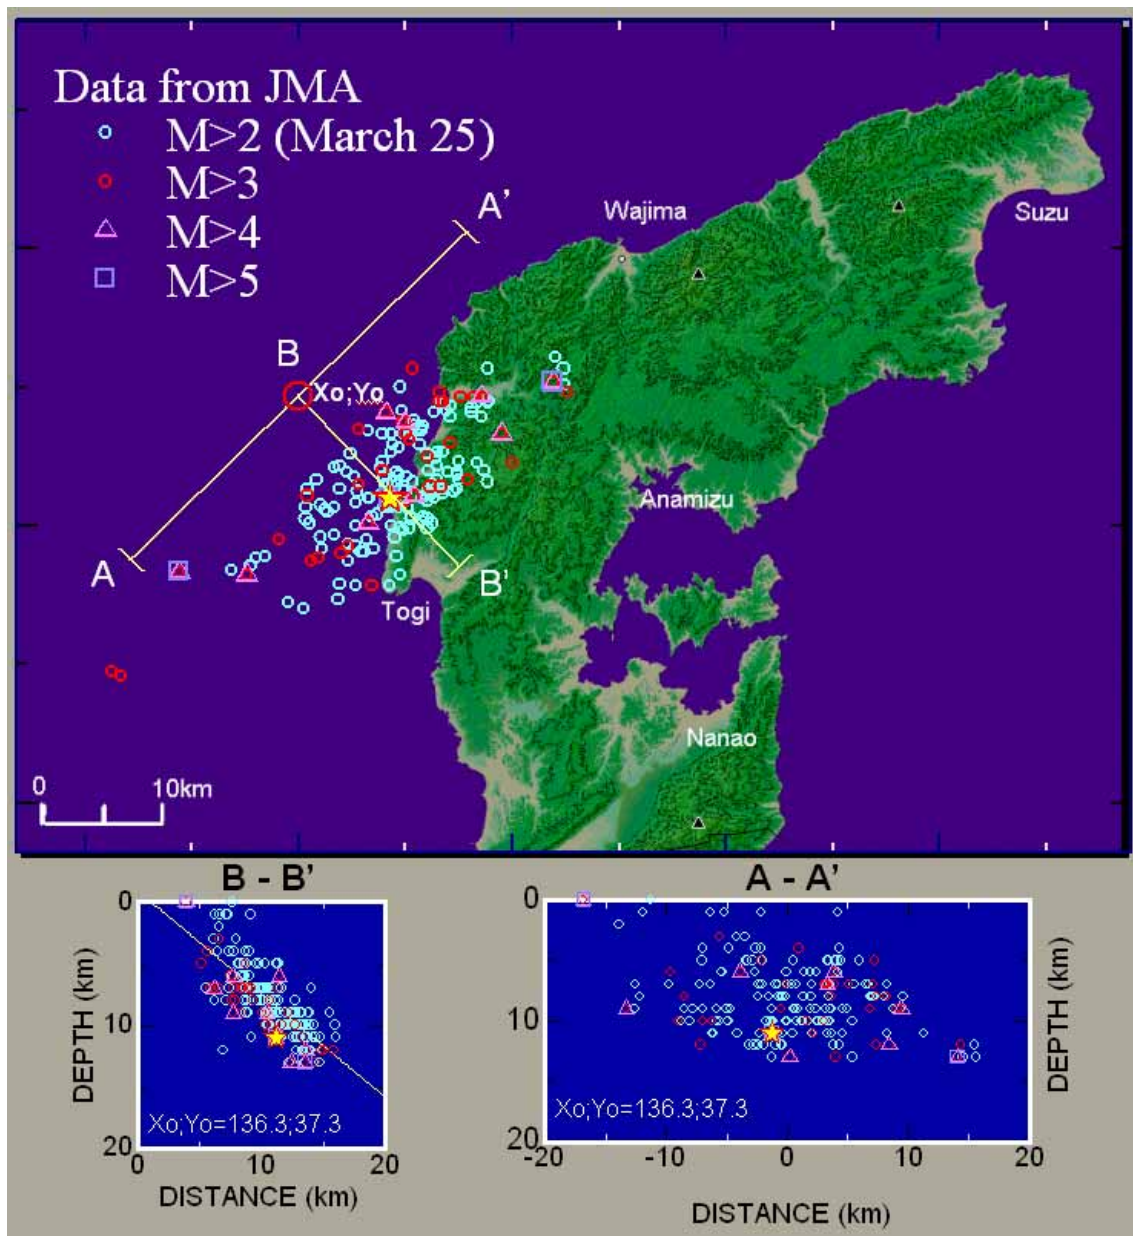 Data from JMA
M>2 (March 25)
M>3
M>4
M>5
A'
Wajima
Suzu
B
Xo;Yo
Anamizu
A
B'
Togi
Nanao
0 10km
B - B'
A - A'
0
10
20
DEPTH (km)
Xo;Yo=136.3;37.3
0 10 20
DISTANCE (km)
0
10
20
DEPTH (km)
Xo;Yo=136.3;37.3
-20 -10 0 10 20
DISTANCE (km)